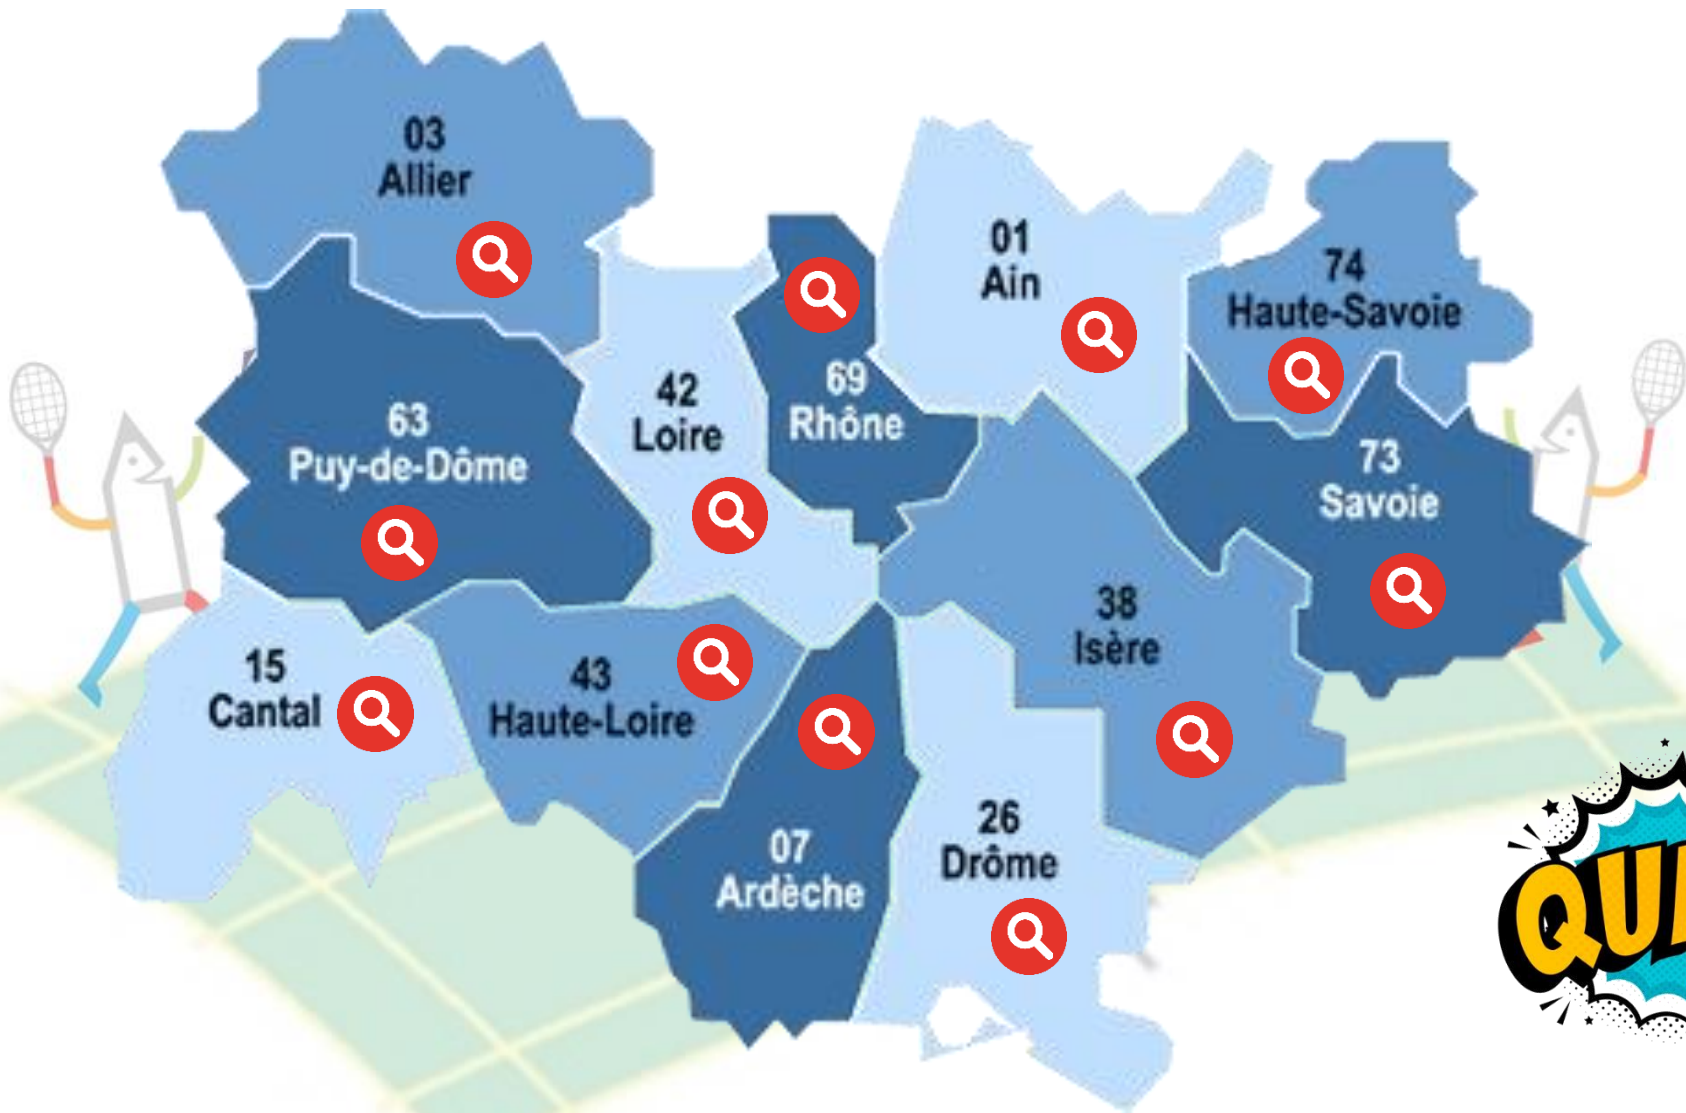 03
Allier
01
Ain
74
Haute-Savoie
69
Rhône
42
Loire
63
Puy-de-Dôme
73
Savoie
38
Isère
15
Cantal
43
Haute-Loire
07
Ardèche
26
Drôme